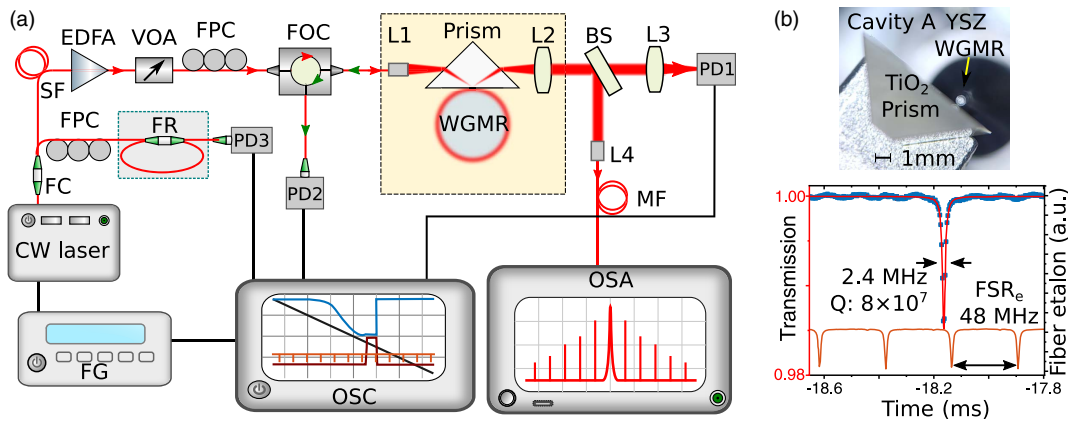 (a)
EDFA
VOA
FPC
FOC
L1
Prism
L2
BS
L3
PD1
SF
FPC
FR
PD3
WGMR
L4
FC
PD2
MF
CW laser
OSA
FG
OSC
(b)
Cavity A YSZ
WGMR
TiO2
Prism
1mm
1.00
0.98
Transmission
2.4 MHz
Q: 8×10⁷
FSRe
48 MHz
Fiber etalon (a.u.)
-18.6
-18.2
-17.8
Time (ms)